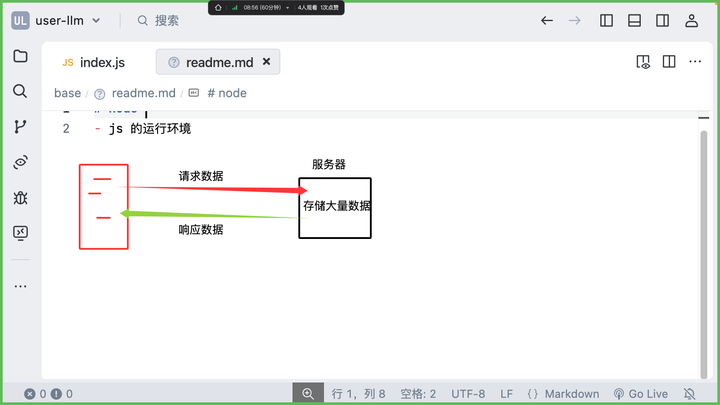 08:56 (60分钟) 4人观看 1次点赞
UL user-llm 搜索
JS index.js readme.md
base / readme.md / # node
1 # node
2 - js 的运行环境
服务器
请求数据
存储大量数据
响应数据
0 0 行 1，列 8 空格: 2 UTF-8 LF {} Markdown Go Live